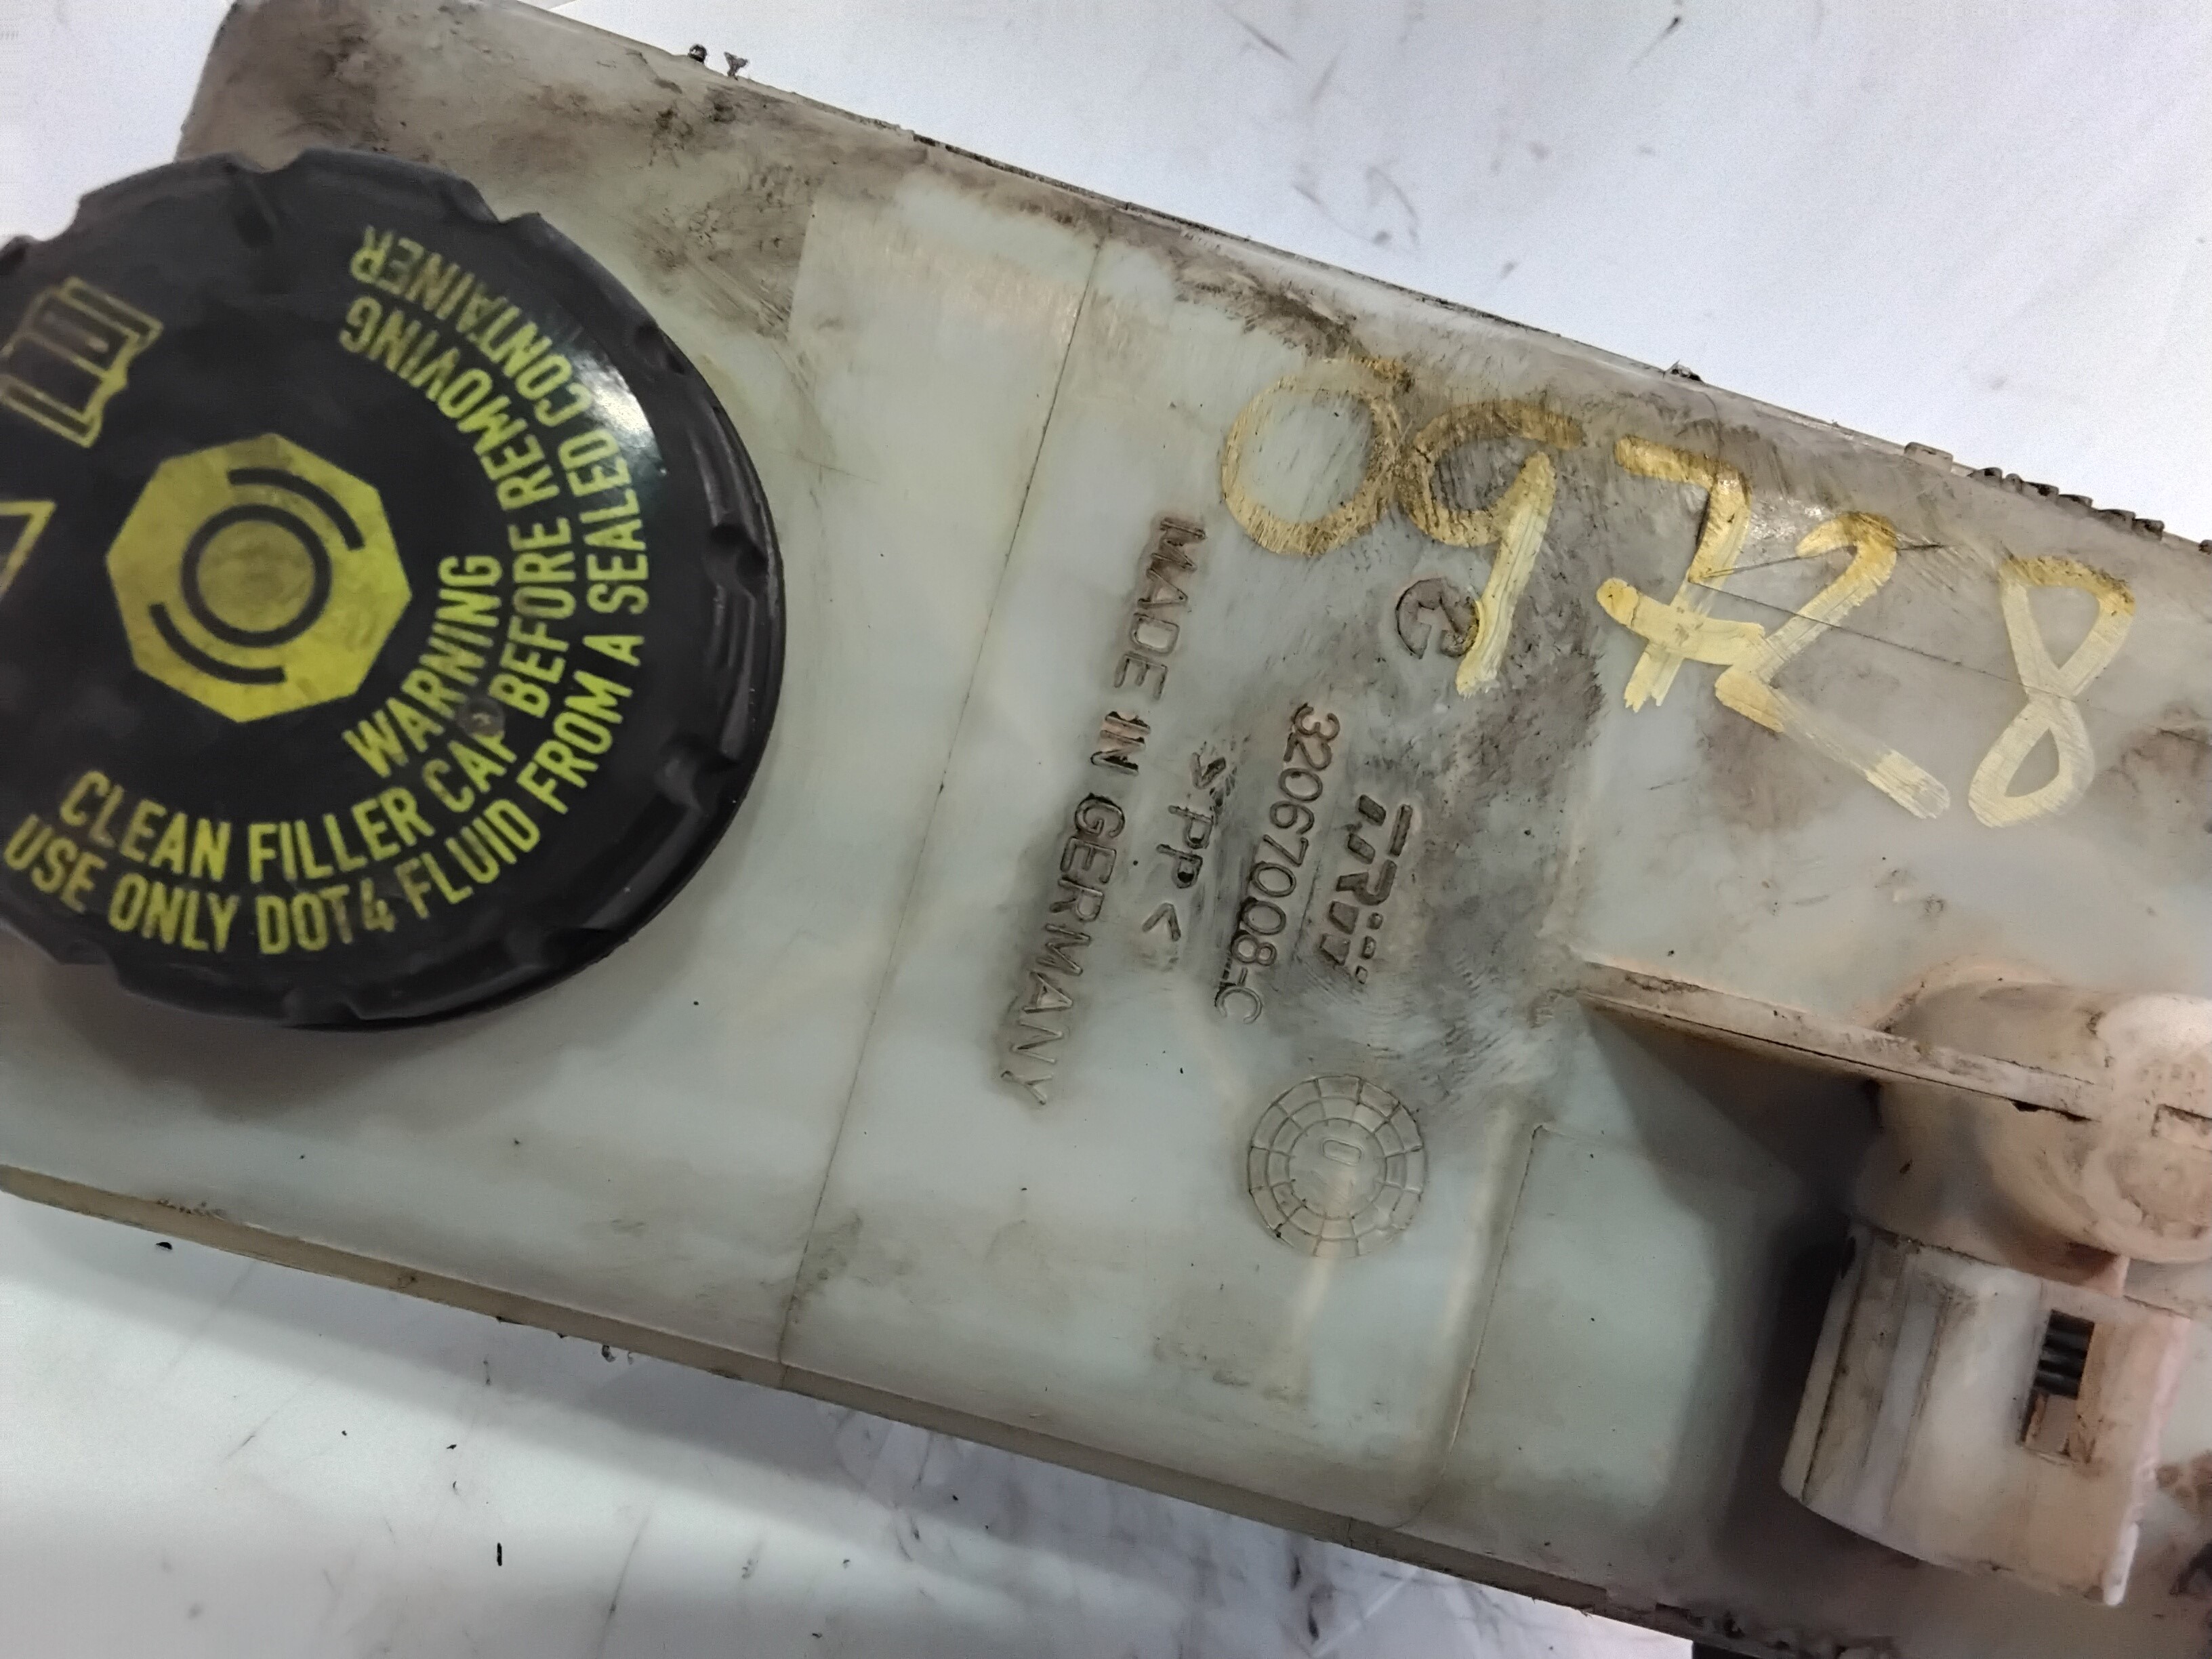 WARNING
CLEAN FILLER CAP BEFORE REMOVING
USE ONLY DOT4 FLUID FROM A SEALED CONTAINER
09728
TRW
32067008-C
>PP<
MADE IN GERMANY